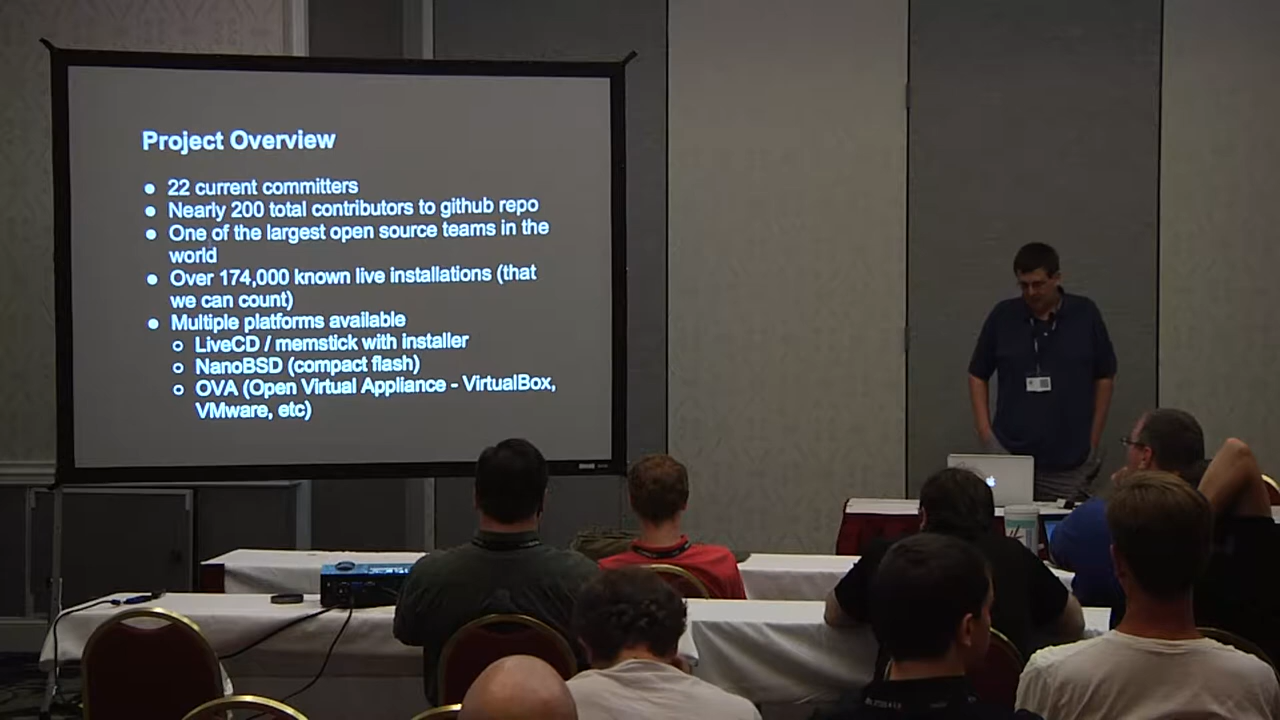 Project Overview
● 22 current committers
● Nearly 200 total contributors to github repo
● One of the largest open source teams in the
world
● Over 174,000 known live installations (that
we can count)
● Multiple platforms available
○ LiveCD / memstick with installer
○ NanoBSD (compact flash)
○ OVA (Open Virtual Appliance - VirtualBox,
VMware, etc)